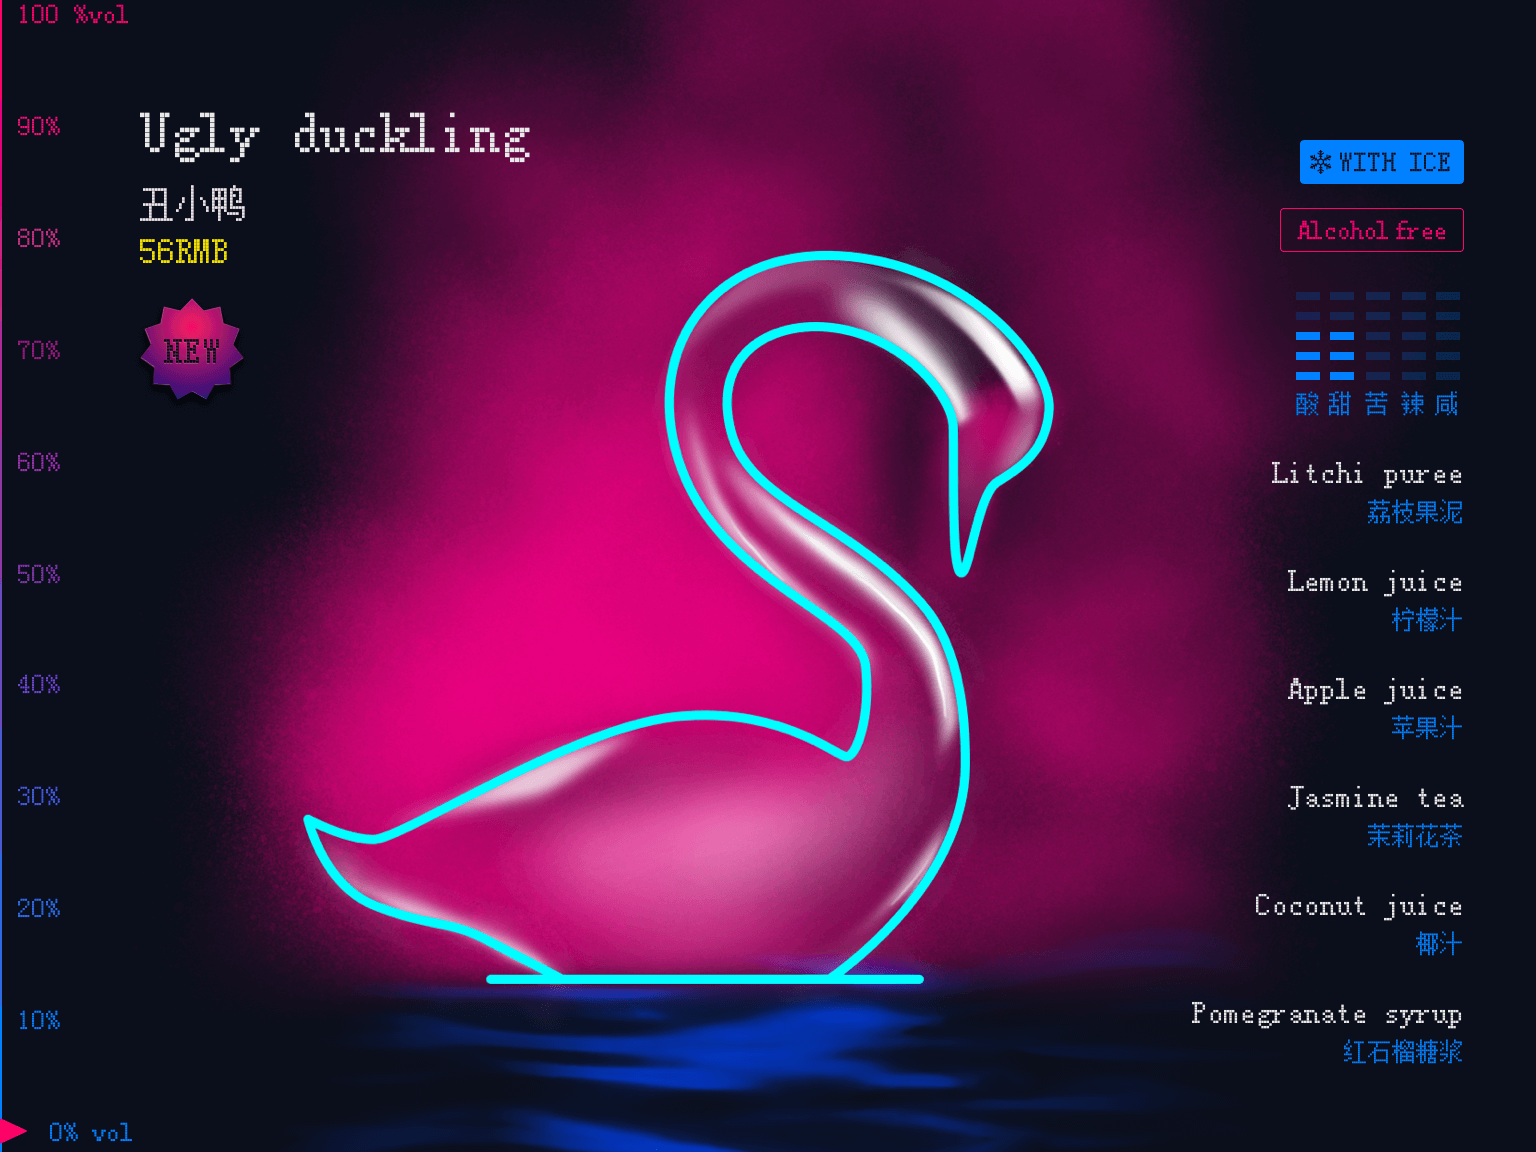 100 %vol
90%
80%
70%
60%
50%
40%
30%
20%
10%
0% vol
Ugly duckling
丑小鸭
56RMB
NEW
WITH ICE
Alcohol free
酸 甜 苦 辣 咸
Litchi puree
荔枝果泥
Lemon juice
柠檬汁
Apple juice
苹果汁
Jasmine tea
茉莉花茶
Coconut juice
椰汁
Pomegranate syrup
红石榴糖浆